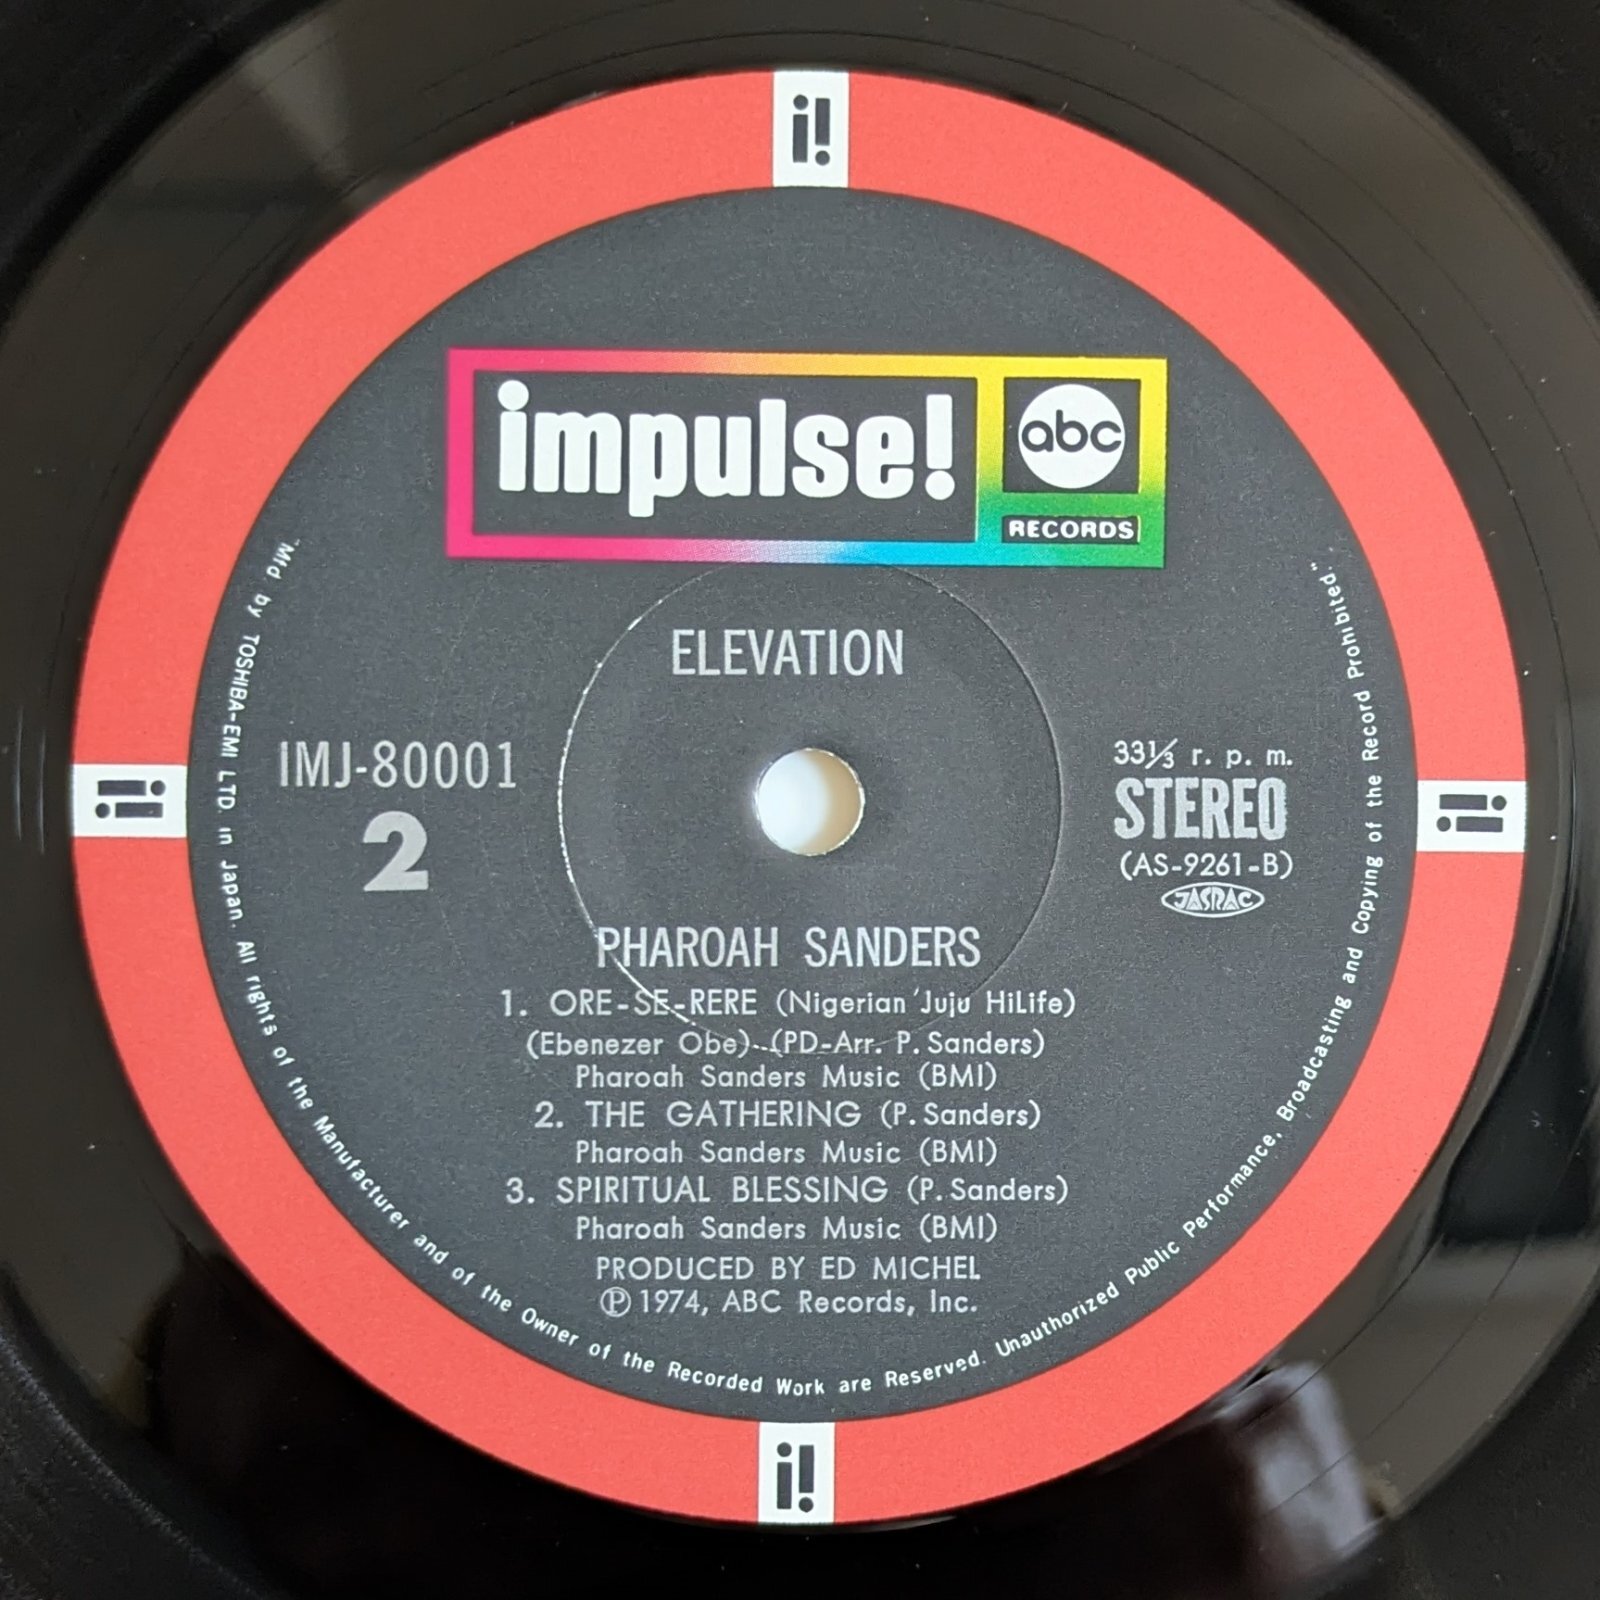 i!
impulse!
abc
RECORDS
ELEVATION
IMJ-80001
2
33⅓ r. p. m.
STEREO
(AS-9261-B)
JASRAC
PHAROAH SANDERS
1. ORE-SE-RERE (Nigerian 'Juju HiLife)
(Ebenezer Obe) (PD-Arr. P. Sanders)
Pharoah Sanders Music (BMI)
2. THE GATHERING (P. Sanders)
Pharoah Sanders Music (BMI)
3. SPIRITUAL BLESSING (P. Sanders)
Pharoah Sanders Music (BMI)
PRODUCED BY ED MICHEL
℗ 1974, ABC Records, Inc.
"Mfd. by TOSHIBA-EMI LTD. in Japan. All rights of the Manufacturer and of the Owner of the Recorded Work are Reserved. Unauthorized Public Performance, Broadcasting and Copying of the Record Prohibited."
i!
i!
i!